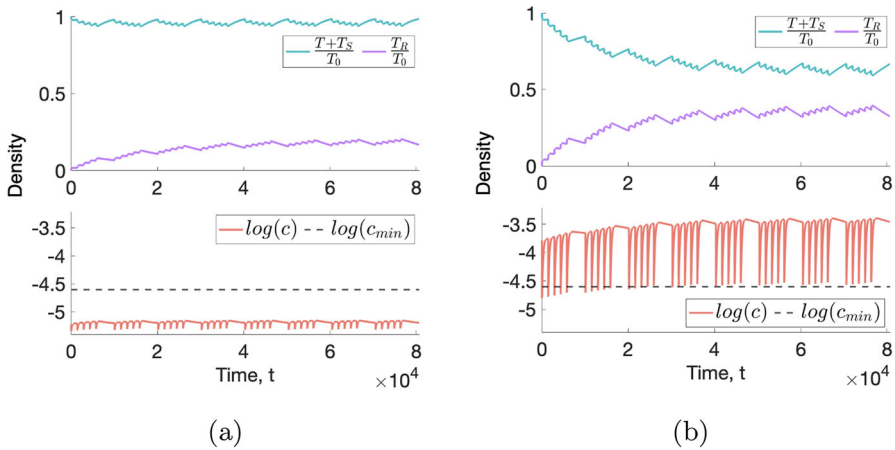 1
0.5
0
Density
T+T_S/T_0 T_R/T_0
0 2 4 6 8
-3.5
-4
-4.5
-5
log(c) log(c_min)
0 2 4 6 8
Time, t ×10^4
(a)
1
0.5
0
Density
T+T_S/T_0 T_R/T_0
0 2 4 6 8
-3.5
-4
-4.5
-5
log(c) log(c_min)
0 2 4 6 8
Time, t ×10^4
(b)